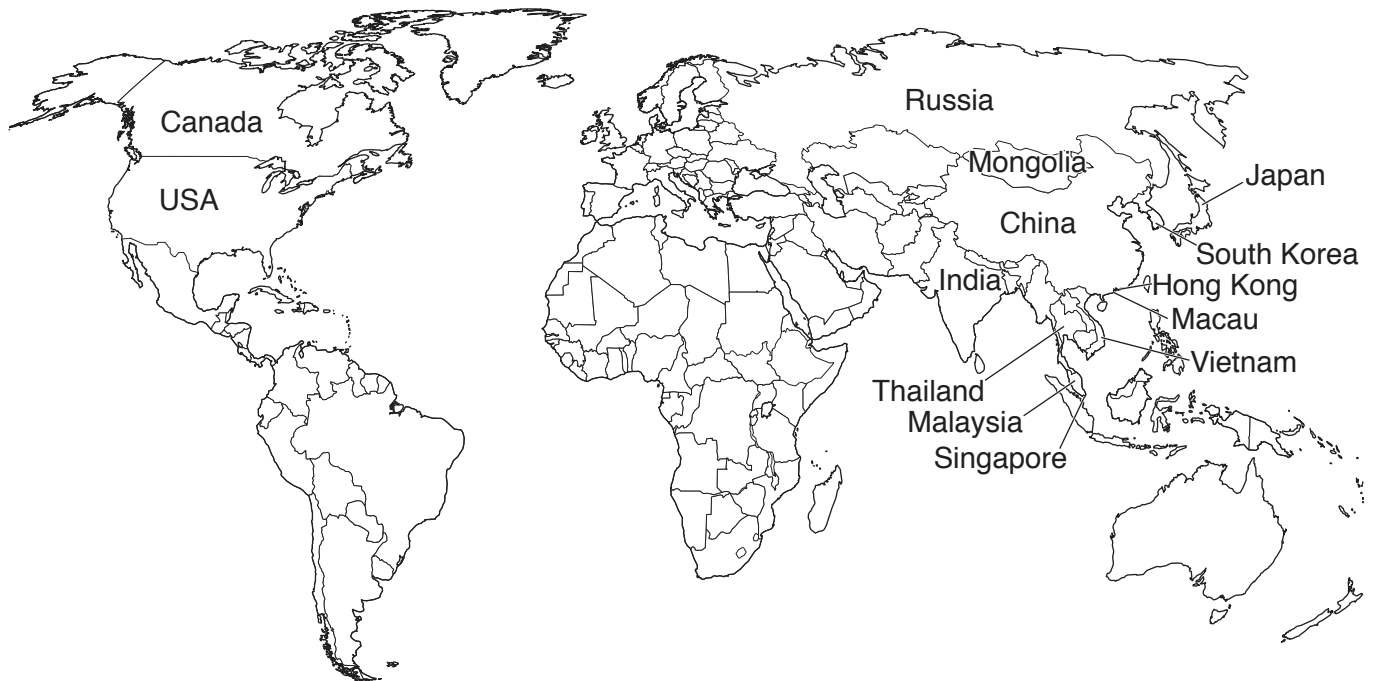 Russia
Canada
Mongolia
Japan
USA
China
South Korea
India
Hong Kong
Macau
Vietnam
Thailand
Malaysia
Singapore